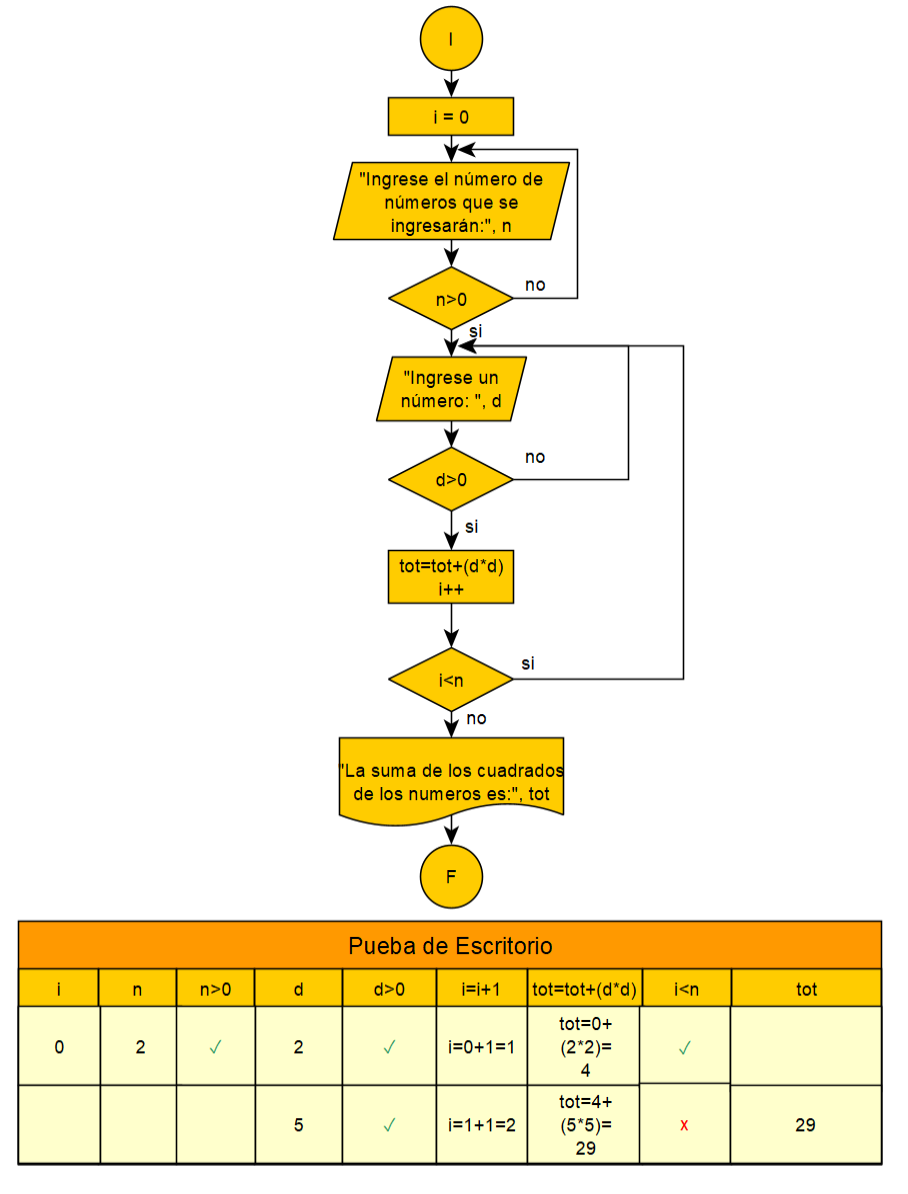 I
i = 0
"Ingrese el número de
números que se
ingresarán:", n
n>0
no
si
"Ingrese un
número: ", d
d>0
no
si
tot=tot+(d*d)
i++
i<n
si
no
"La suma de los cuadrados
de los numeros es:", tot
F
Pueba de Escritorio
i n n>0 d d>0 i=i+1 tot=tot+(d*d) i<n tot
0 2 ✓ 2 ✓ i=0+1=1 tot=0+
(2*2)=
4 ✓
5 ✓ i=1+1=2 tot=4+
(5*5)=
29 x 29